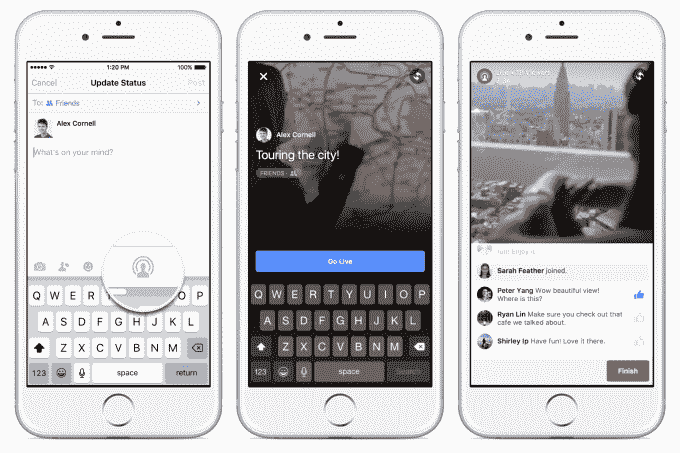 1:20 PM
100%
Cancel Update Status Post
To: Friends
Alex Cornell
What's on your mind?
Q W E R T Y U I O P
A S D F G H J K L
Z X C V B N M
123 space return
Alex Cornell
Touring the city!
FRIENDS
Go Live
Q W E R T Y U I O P
A S D F G H J K L
Z X C V B N M
123 space
Sarah Feather joined.
Peter Yang Wow beautiful view!
Where is this?
Ryan Lin Make sure you check out that
cafe we talked about.
Shirley Ip Have fun! Love it there.
Finish